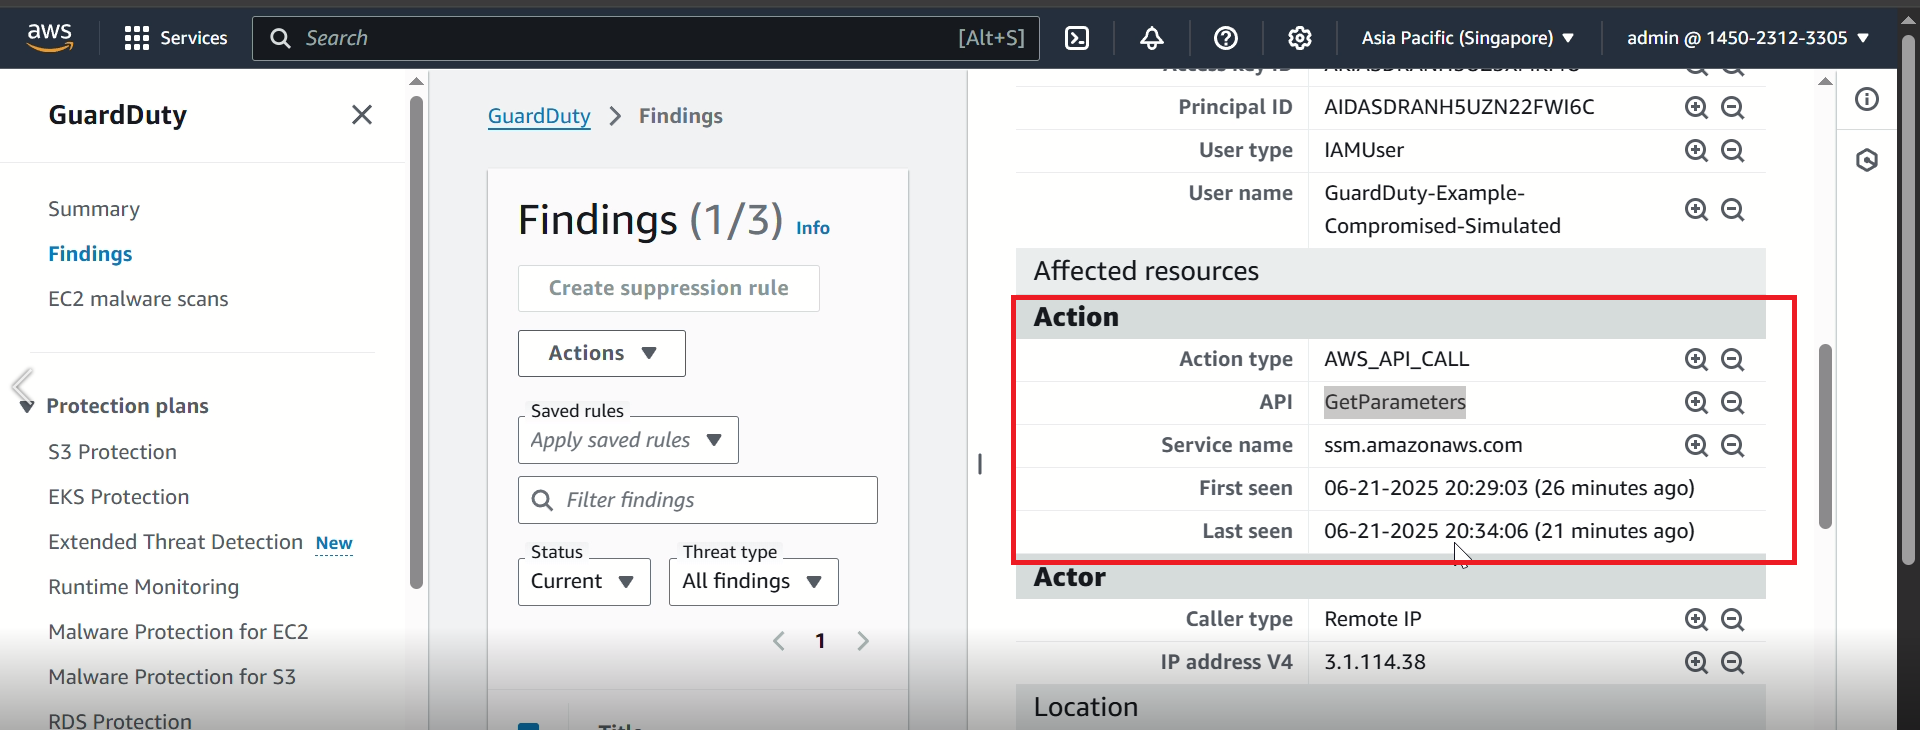 aws
Services
Search
[Alt+S]
Asia Pacific (Singapore)
admin @ 1450-2312-3305
GuardDuty
Summary
Findings
EC2 malware scans
Protection plans
S3 Protection
EKS Protection
Extended Threat Detection New
Runtime Monitoring
Malware Protection for EC2
Malware Protection for S3
RDS Protection
GuardDuty
Findings
Findings (1/3) Info
Create suppression rule
Actions
Saved rules
Apply saved rules
Filter findings
Status
Current
Threat type
All findings
1
Title
Access key ID
Principal ID AIDASDRANH5UZN22FWI6C
User type IAMUser
User name GuardDuty-Example-
Compromised-Simulated
Affected resources
Action
Action type AWS_API_CALL
API GetParameters
Service name ssm.amazonaws.com
First seen 06-21-2025 20:29:03 (26 minutes ago)
Last seen 06-21-2025 20:34:06 (21 minutes ago)
Actor
Caller type Remote IP
IP address V4 3.1.114.38
Location